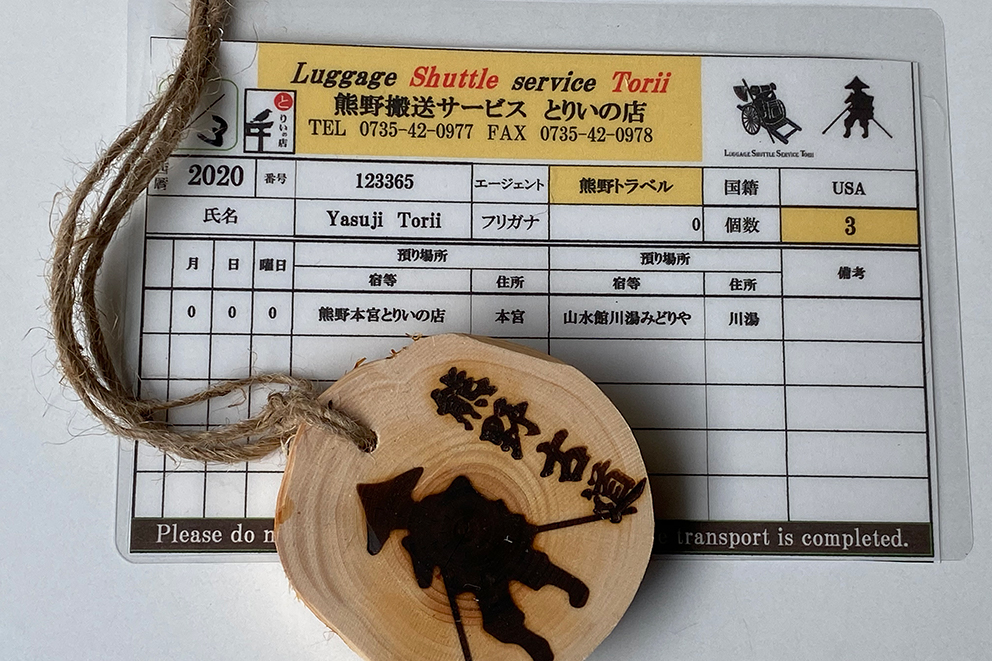 Luggage Shuttle service Torii
熊野搬送サービス とりいの店
TEL 0735-42-0977 FAX 0735-42-0978
/3
とりいの店
LUGGAGE SHUTTLE SERVICE TORII
西暦 2020 番号 123365 エージェント 熊野トラベル 国籍 USA
氏名 Yasuji Torii フリガナ 0 個数 3
月 日 曜日 預り場所 預り場所 備考
宿等 住所 宿等 住所
0 0 0 熊野本宮とりいの店 本宮 山水館川湯みどりや 川湯
熊野古道
Please do n
transport is completed.